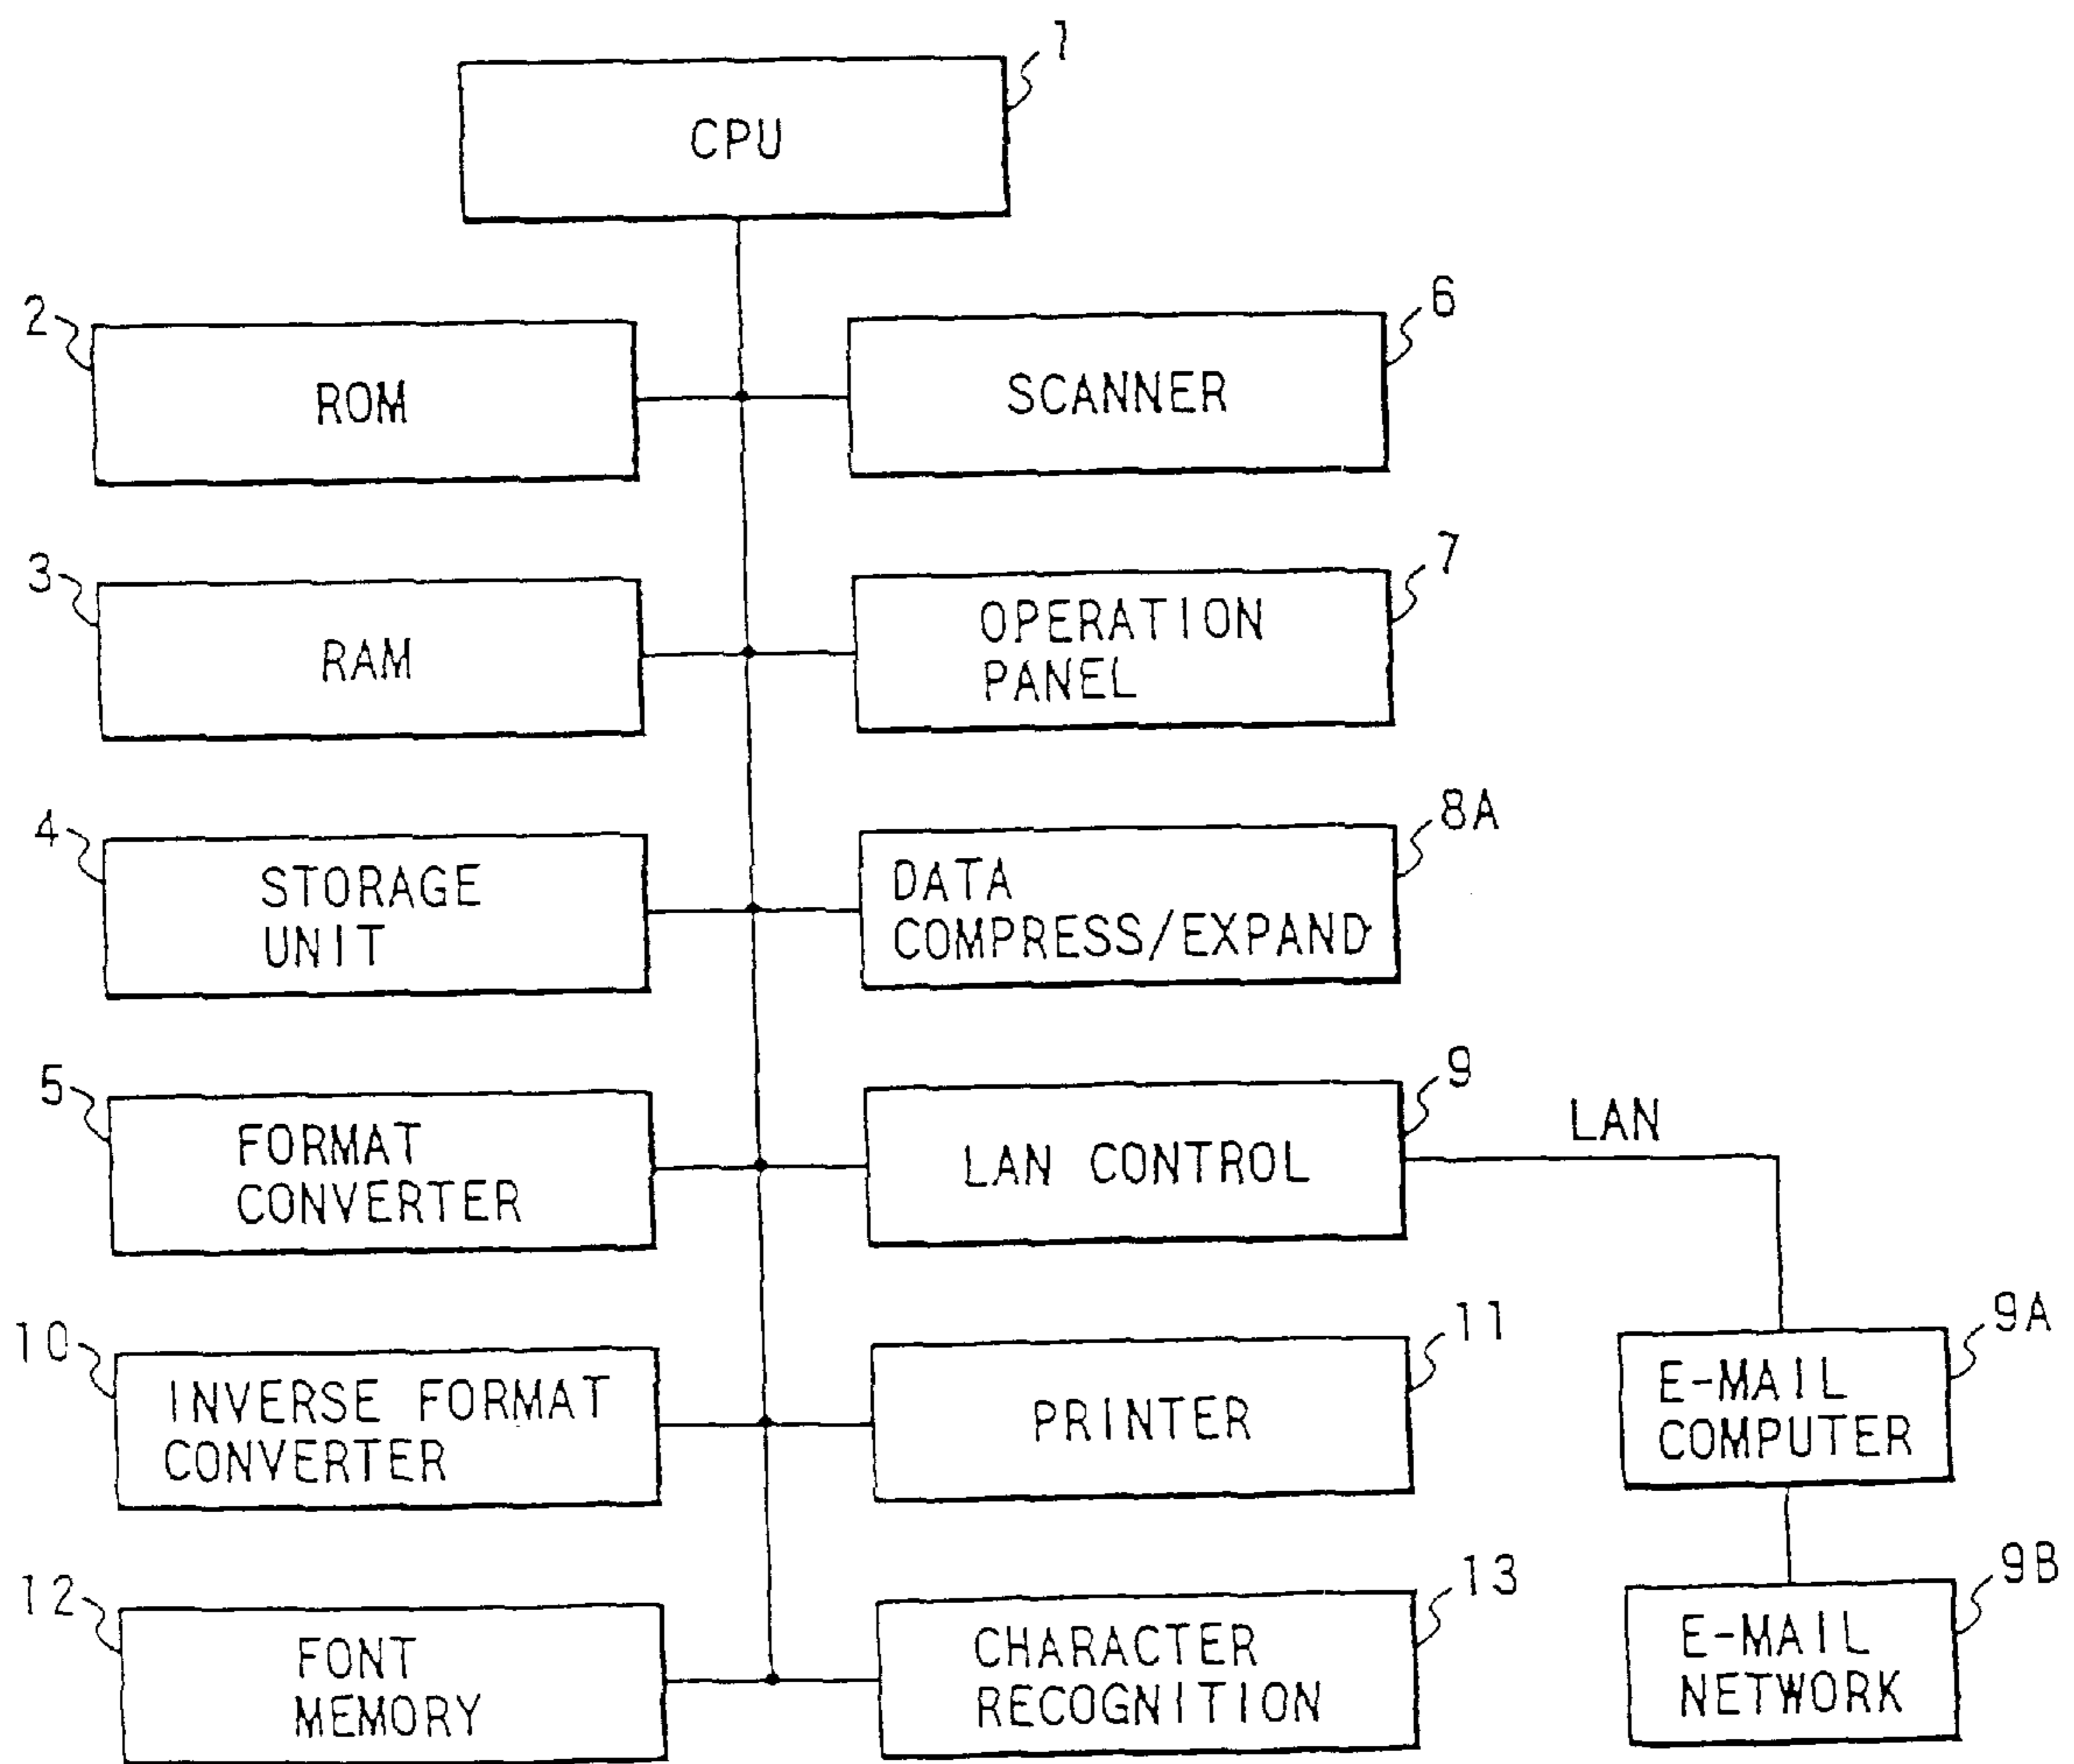 1
CPU
2
ROM
6
SCANNER
3
RAM
7
OPERATION
PANEL
4
STORAGE
UNIT
8A
DATA
COMPRESS/EXPAND
5
FORMAT
CONVERTER
9
LAN CONTROL
LAN
10
INVERSE FORMAT
CONVERTER
11
PRINTER
9A
E-MAIL
COMPUTER
12
FONT
MEMORY
13
CHARACTER
RECOGNITION
9B
E-MAIL
NETWORK